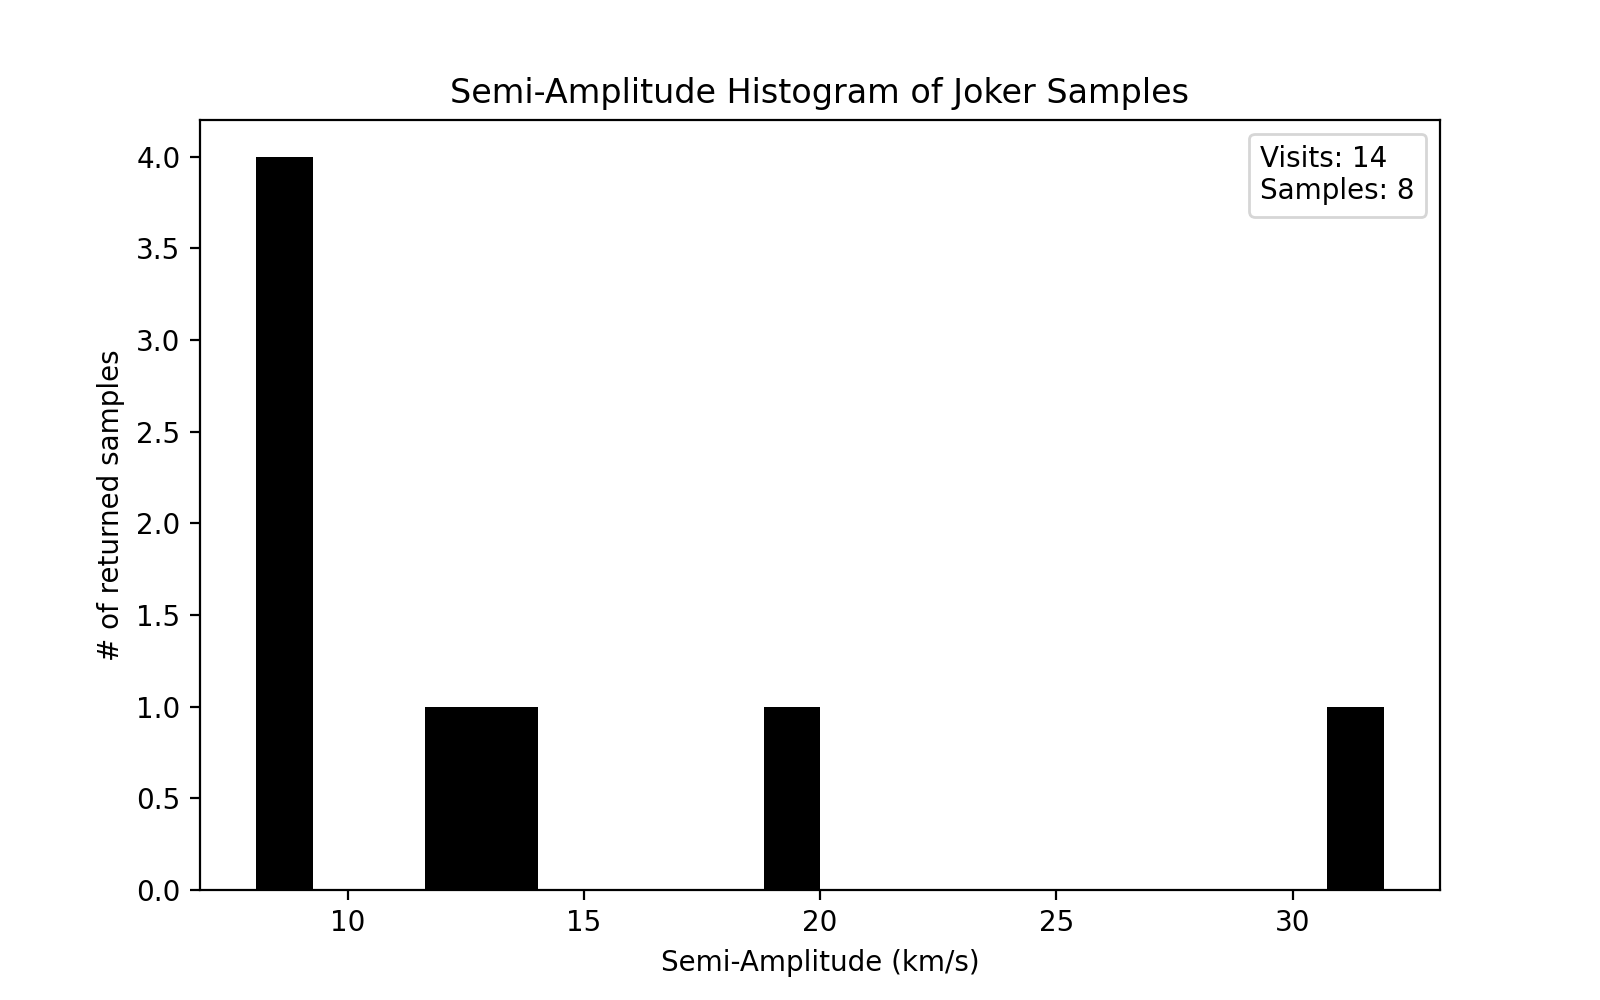 Semi-Amplitude Histogram of Joker Samples
Visits: 14
Samples: 8
4.0
3.5
3.0
2.5
2.0
1.5
1.0
0.5
0.0
# of returned samples
10 15 20 25 30
Semi-Amplitude (km/s)